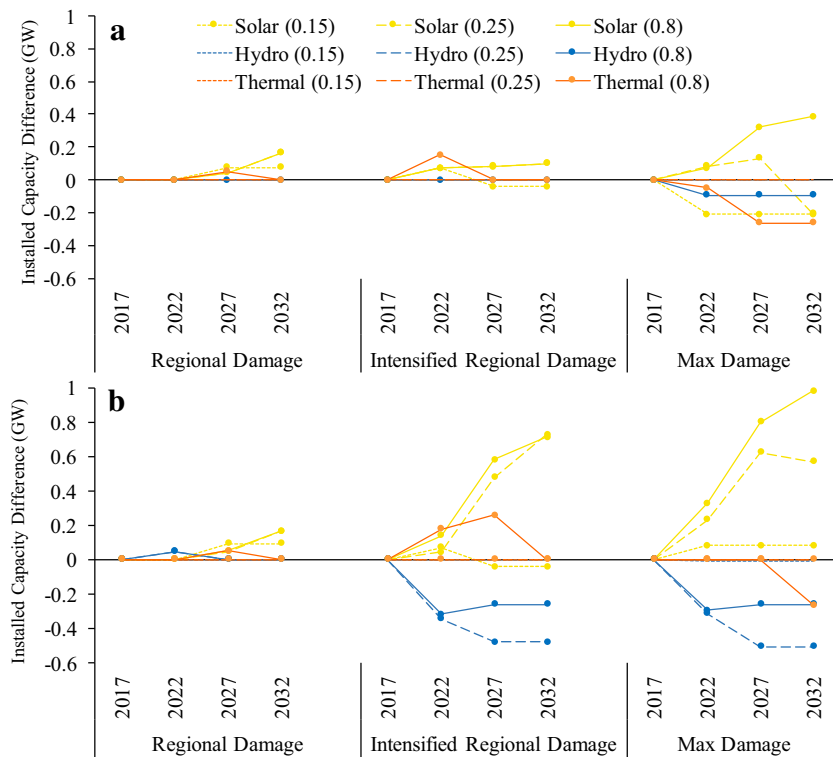 a
Solar (0.15) Solar (0.25) Solar (0.8)
Hydro (0.15) Hydro (0.25) Hydro (0.8)
Thermal (0.15) Thermal (0.25) Thermal (0.8)
Installed Capacity Difference (GW)
1
0.8
0.6
0.4
0.2
0
-0.2
-0.4
-0.6
2017 2022 2027 2032 2017 2022 2027 2032 2017 2022 2027 2032
Regional Damage Intensified Regional Damage Max Damage
b
Installed Capacity Difference (GW)
1
0.8
0.6
0.4
0.2
0
-0.2
-0.4
-0.6
2017 2022 2027 2032 2017 2022 2027 2032 2017 2022 2027 2032
Regional Damage Intensified Regional Damage Max Damage